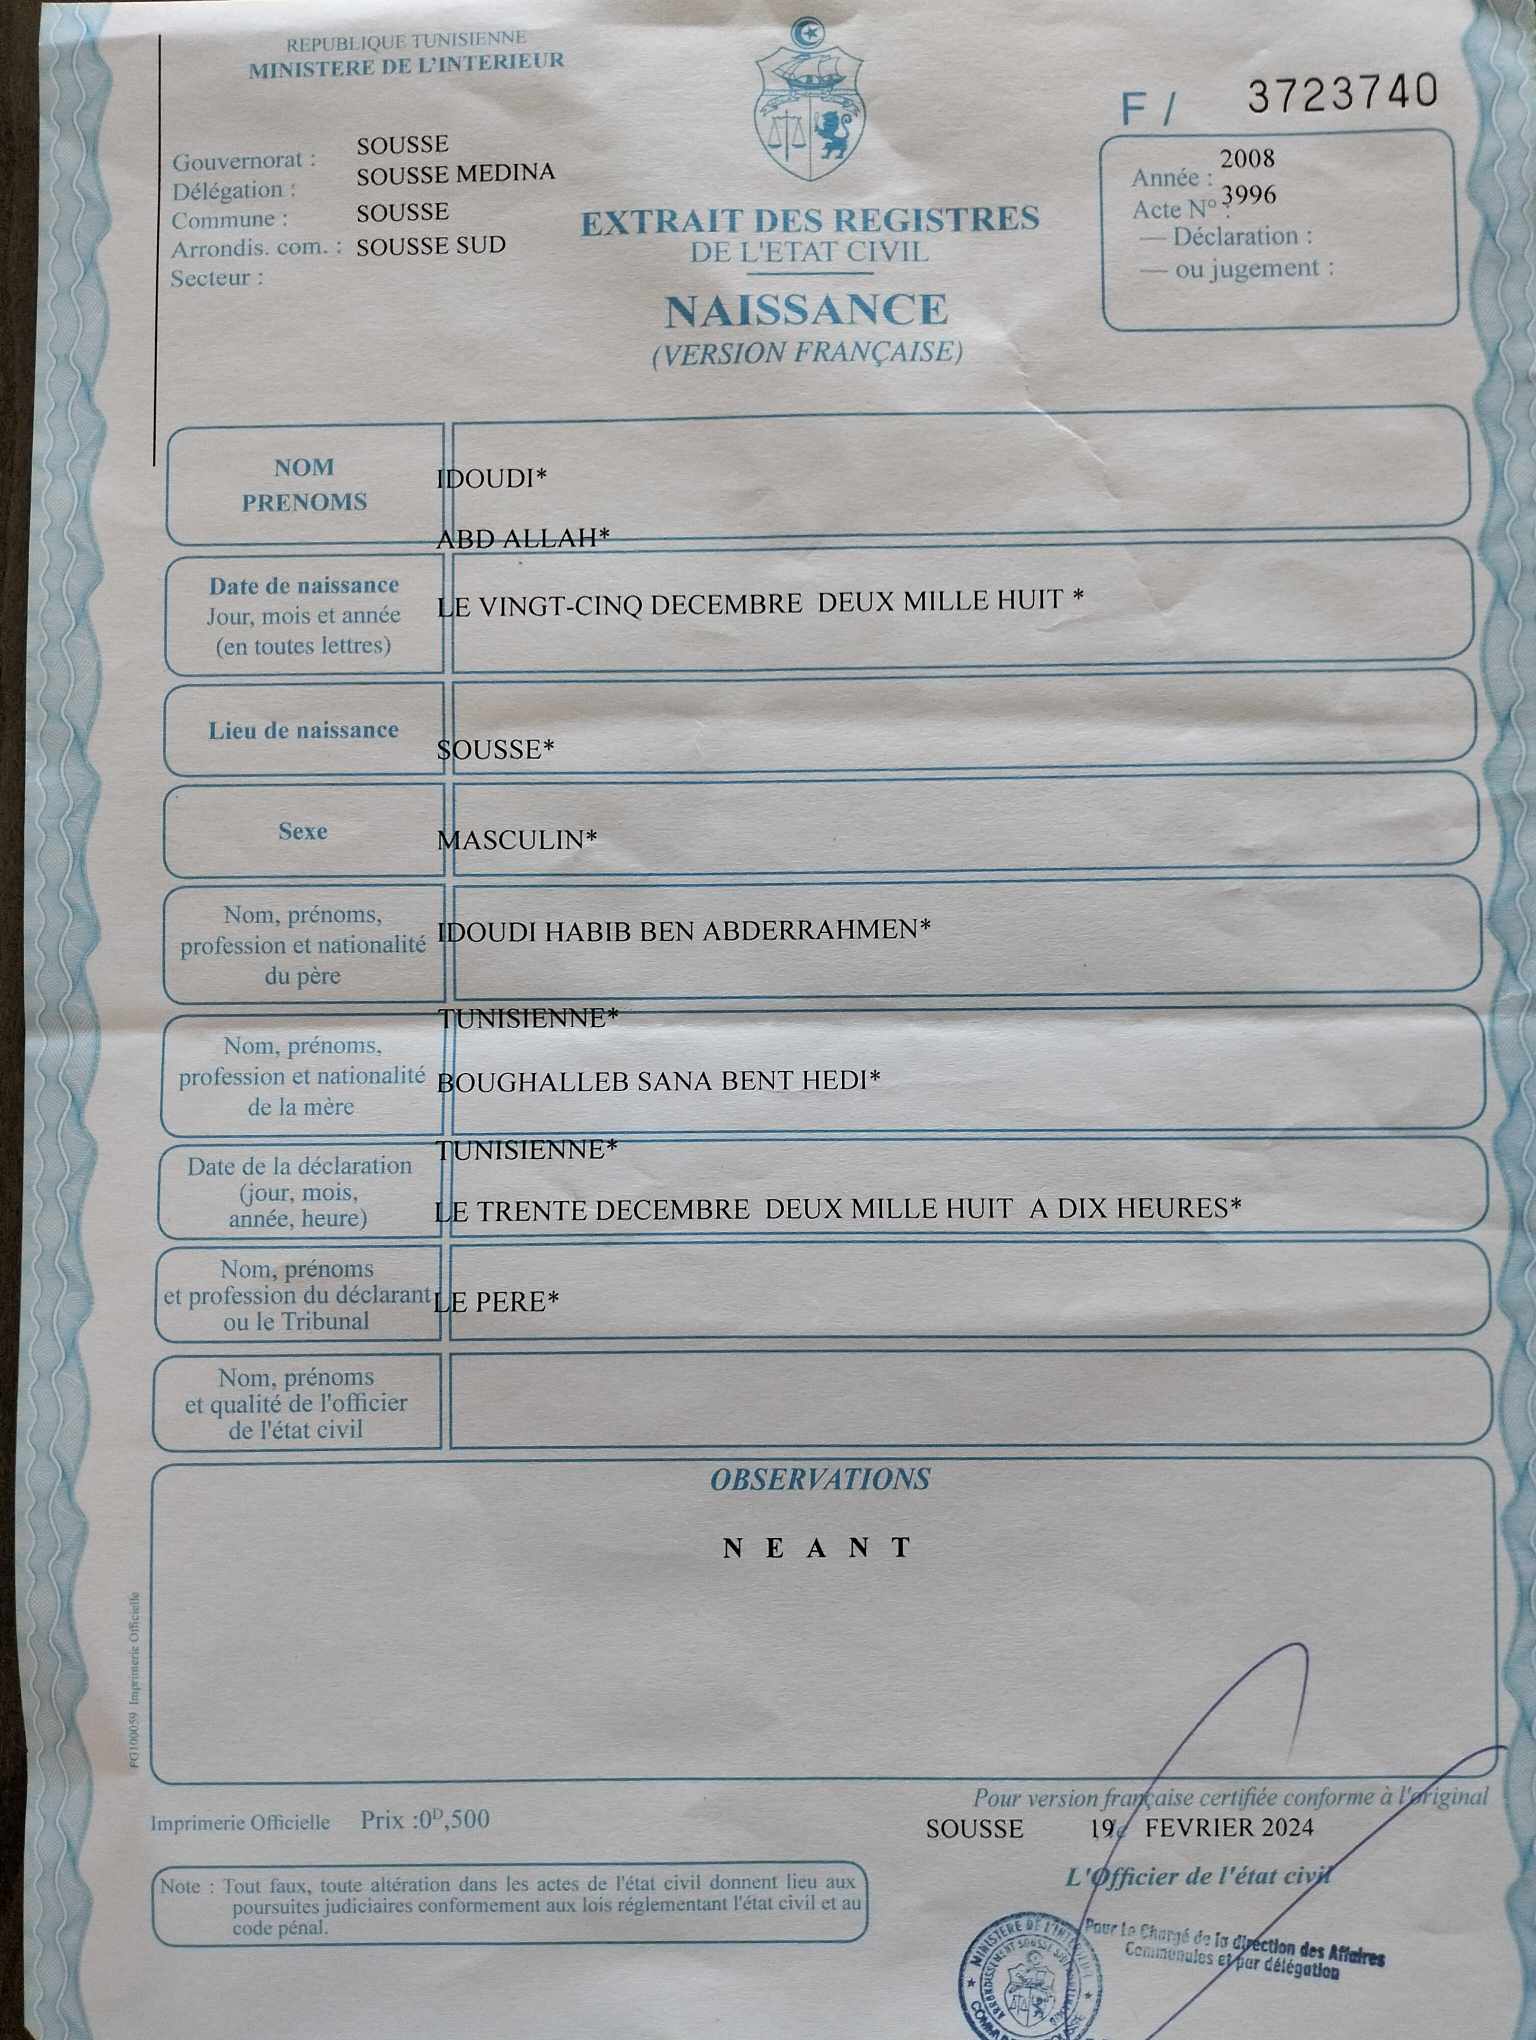 REPUBLIQUE TUNISIENNE
MINISTERE DE L'INTERIEUR
F / 3723740
Gouvernorat : SOUSSE
Délégation : SOUSSE MEDINA
Commune : SOUSSE
Arrondis. com. : SOUSSE SUD
Secteur :
EXTRAIT DES REGISTRES
DE L'ETAT CIVIL
NAISSANCE
(VERSION FRANÇAISE)
Année : 2008
Acte N° : 3996
— Déclaration :
— ou jugement :
NOM
PRENOMS
IDOUDI*
ABD ALLAH*
Date de naissance
Jour, mois et année
(en toutes lettres)
LE VINGT-CINQ DECEMBRE DEUX MILLE HUIT *
Lieu de naissance
SOUSSE*
Sexe
MASCULIN*
Nom, prénoms,
profession et nationalité
du père
IDOUDI HABIB BEN ABDERRAHMEN*
TUNISIENNE*
Nom, prénoms,
profession et nationalité
de la mère
BOUGHALLEB SANA BENT HEDI*
TUNISIENNE*
Date de la déclaration
(jour, mois,
année, heure)
LE TRENTE DECEMBRE DEUX MILLE HUIT A DIX HEURES*
Nom, prénoms
et profession du déclarant
ou le Tribunal
LE PERE*
Nom, prénoms
et qualité de l'officier
de l'état civil
OBSERVATIONS
N E A N T
PG100059 Imprimerie Officielle
Imprimerie Officielle Prix :0D,500
Pour version française certifiée conforme à l'original
SOUSSE 19 FEVRIER 2024
L'Officier de l'état civil
Note : Tout faux, toute altération dans les actes de l'état civil donnent lieu aux
poursuites judiciaires conformement aux lois réglementant l'état civil et au
code pénal.
Pour Le Chargé de la direction des Affaires
Communales et par délégation
MINISTERE DE L'INTERIEUR
ARRONDISSEMENT SOUSSE SUD